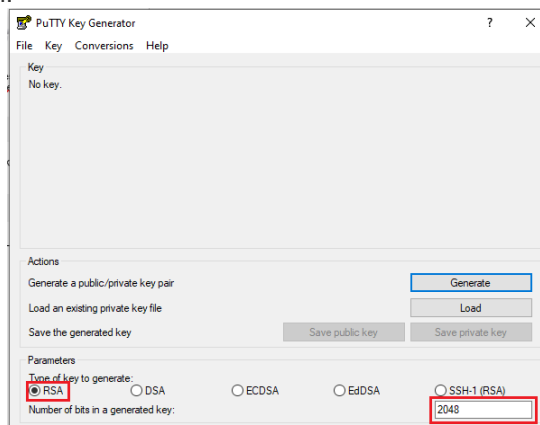 PuTTY Key Generator ? ×
File Key Conversions Help
Key
No key.
Actions
Generate a public/private key pair Generate
Load an existing private key file Load
Save the generated key Save public key Save private key
Parameters
Type of key to generate:
RSA DSA ECDSA EdDSA SSH-1 (RSA)
Number of bits in a generated key: 2048